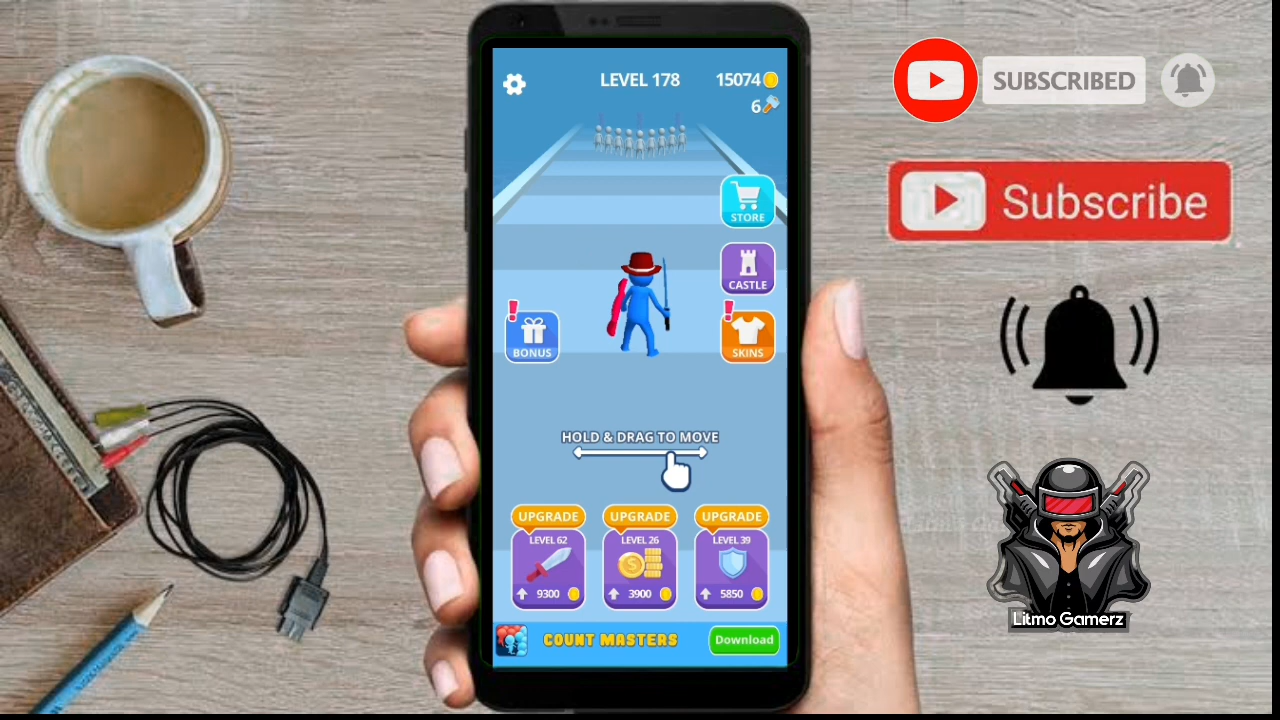 LEVEL 178
15074
6
STORE
CASTLE
BONUS
SKINS
HOLD & DRAG TO MOVE
UPGRADE
UPGRADE
UPGRADE
LEVEL 62
LEVEL 26
LEVEL 39
9300
3900
5850
COUNT MASTERS
Download
SUBSCRIBED
Subscribe
Litmo Gamerz